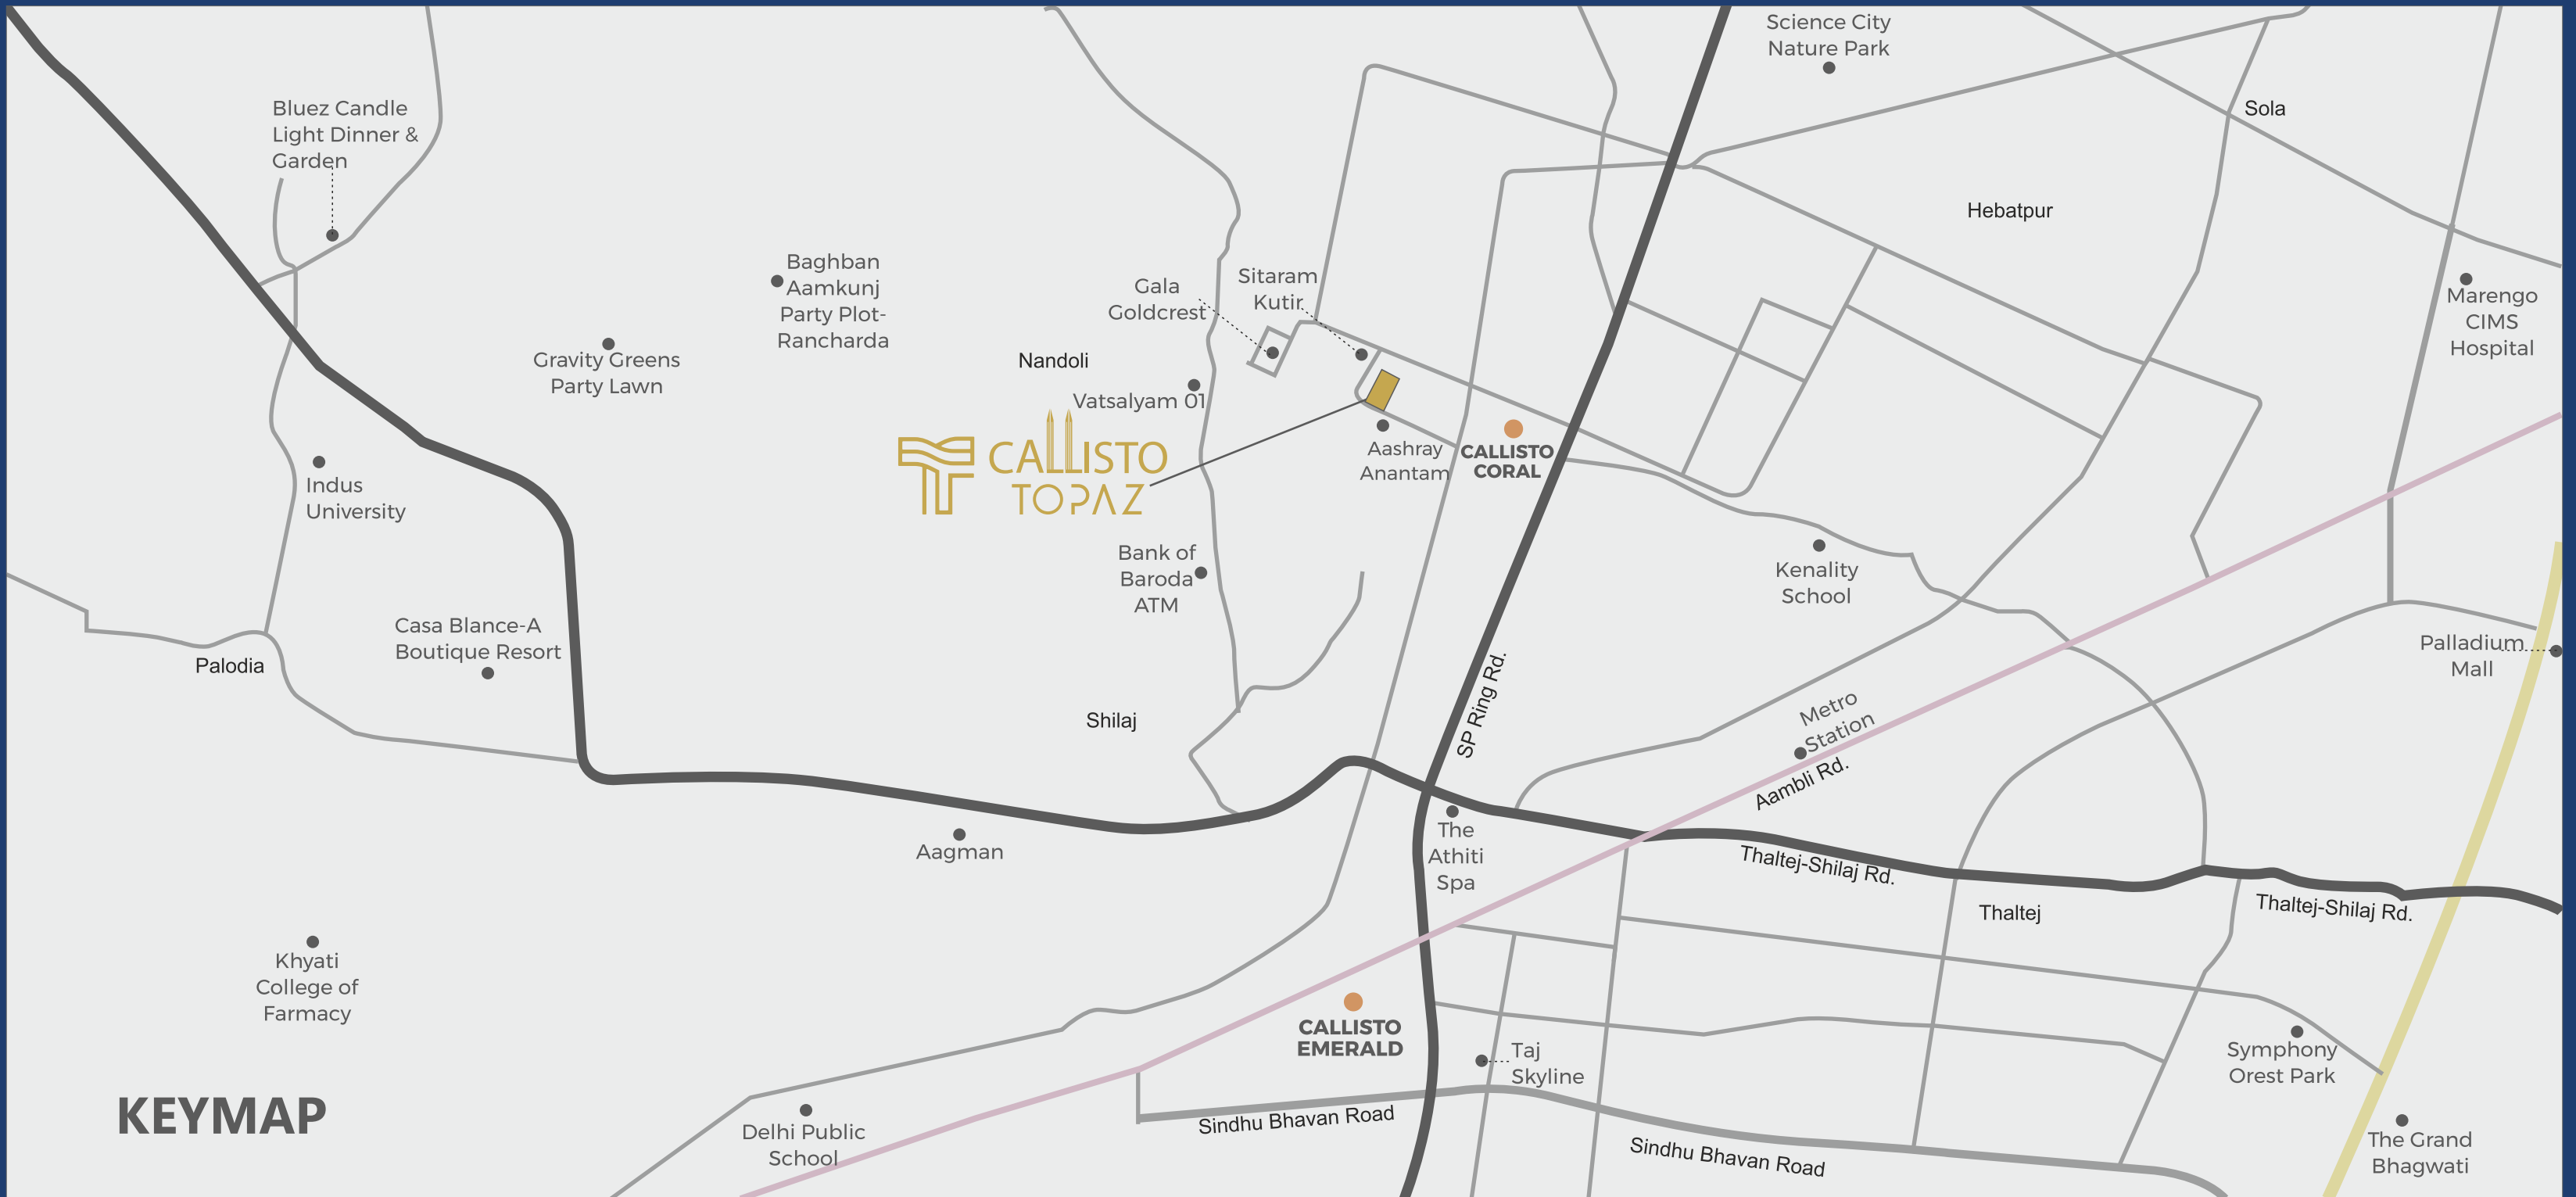 Science City
Nature Park
Bluez Candle
Light Dinner &
Garden
Sola
Hebatpur
Baghban
Aamkunj
Party Plot-
Rancharda
Gala
Goldcrest
Sitaram
Kutir
Marengo
CIMS
Hospital
Gravity Greens
Party Lawn
Nandoli
Vatsalyam 01
CALLISTO
TOPAZ
Aashray
Anantam
CALLISTO
CORAL
Indus
University
Bank of
Baroda
ATM
Kenality
School
Casa Blance-A
Boutique Resort
Palodia
Palladium
Mall
SP Ring Rd.
Shilaj
Metro
Station
Aambli Rd.
Aagman
The
Athiti
Spa
Thaltej-Shilaj Rd.
Thaltej
Thaltej-Shilaj Rd.
Khyati
College of
Farmacy
CALLISTO
EMERALD
Taj
Skyline
Symphony
Orest Park
KEYMAP
Delhi Public
School
Sindhu Bhavan Road
Sindhu Bhavan Road
The Grand
Bhagwati